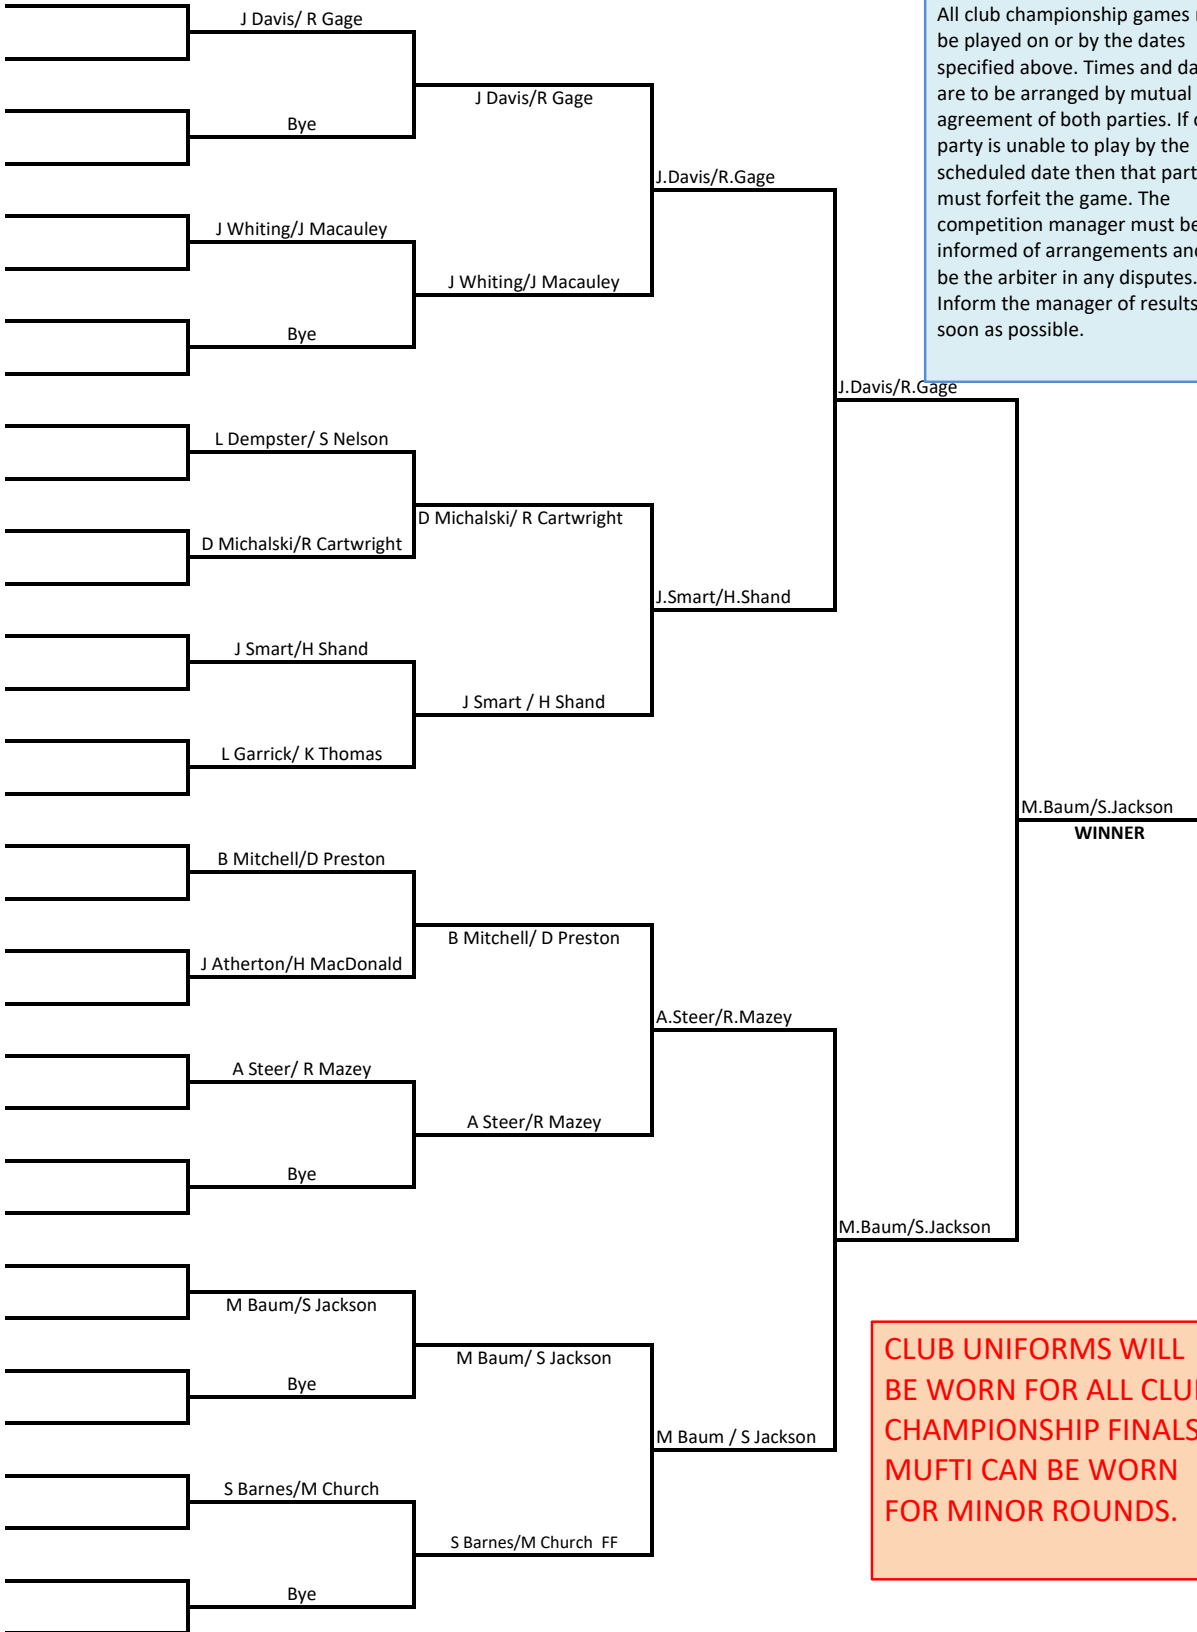 J Davis/ R Gage
Bye
J Whiting/J Macauley
Bye
L Dempster/ S Nelson
D Michalski/R Cartwright
J Smart/H Shand
L Garrick/ K Thomas
B Mitchell/D Preston
J Atherton/H MacDonald
A Steer/ R Mazey
Bye
M Baum/S Jackson
Bye
S Barnes/M Church
Bye
J Davis/R Gage
J Whiting/J Macauley
D Michalski/ R Cartwright
J Smart / H Shand
B Mitchell/ D Preston
A Steer/R Mazey
M Baum/ S Jackson
S Barnes/M Church FF
J.Davis/R.Gage
J.Smart/H.Shand
A.Steer/R.Mazey
M Baum / S Jackson
J.Davis/R.Gage
M.Baum/S.Jackson
M.Baum/S.Jackson
WINNER
All club championship games
be played on or by the dates
specified above. Times and
are to be arranged by mutual
agreement of both parties. If
party is unable to play by the
scheduled date then that
must forfeit the game. The
competition manager must
informed of arrangements
be the arbiter in any disputes.
Inform the manager of results
soon as possible.
CLUB UNIFORMS WILL
BE WORN FOR ALL
CHAMPIONSHIP FINALS
MUFTI CAN BE WORN
FOR MINOR ROUNDS.